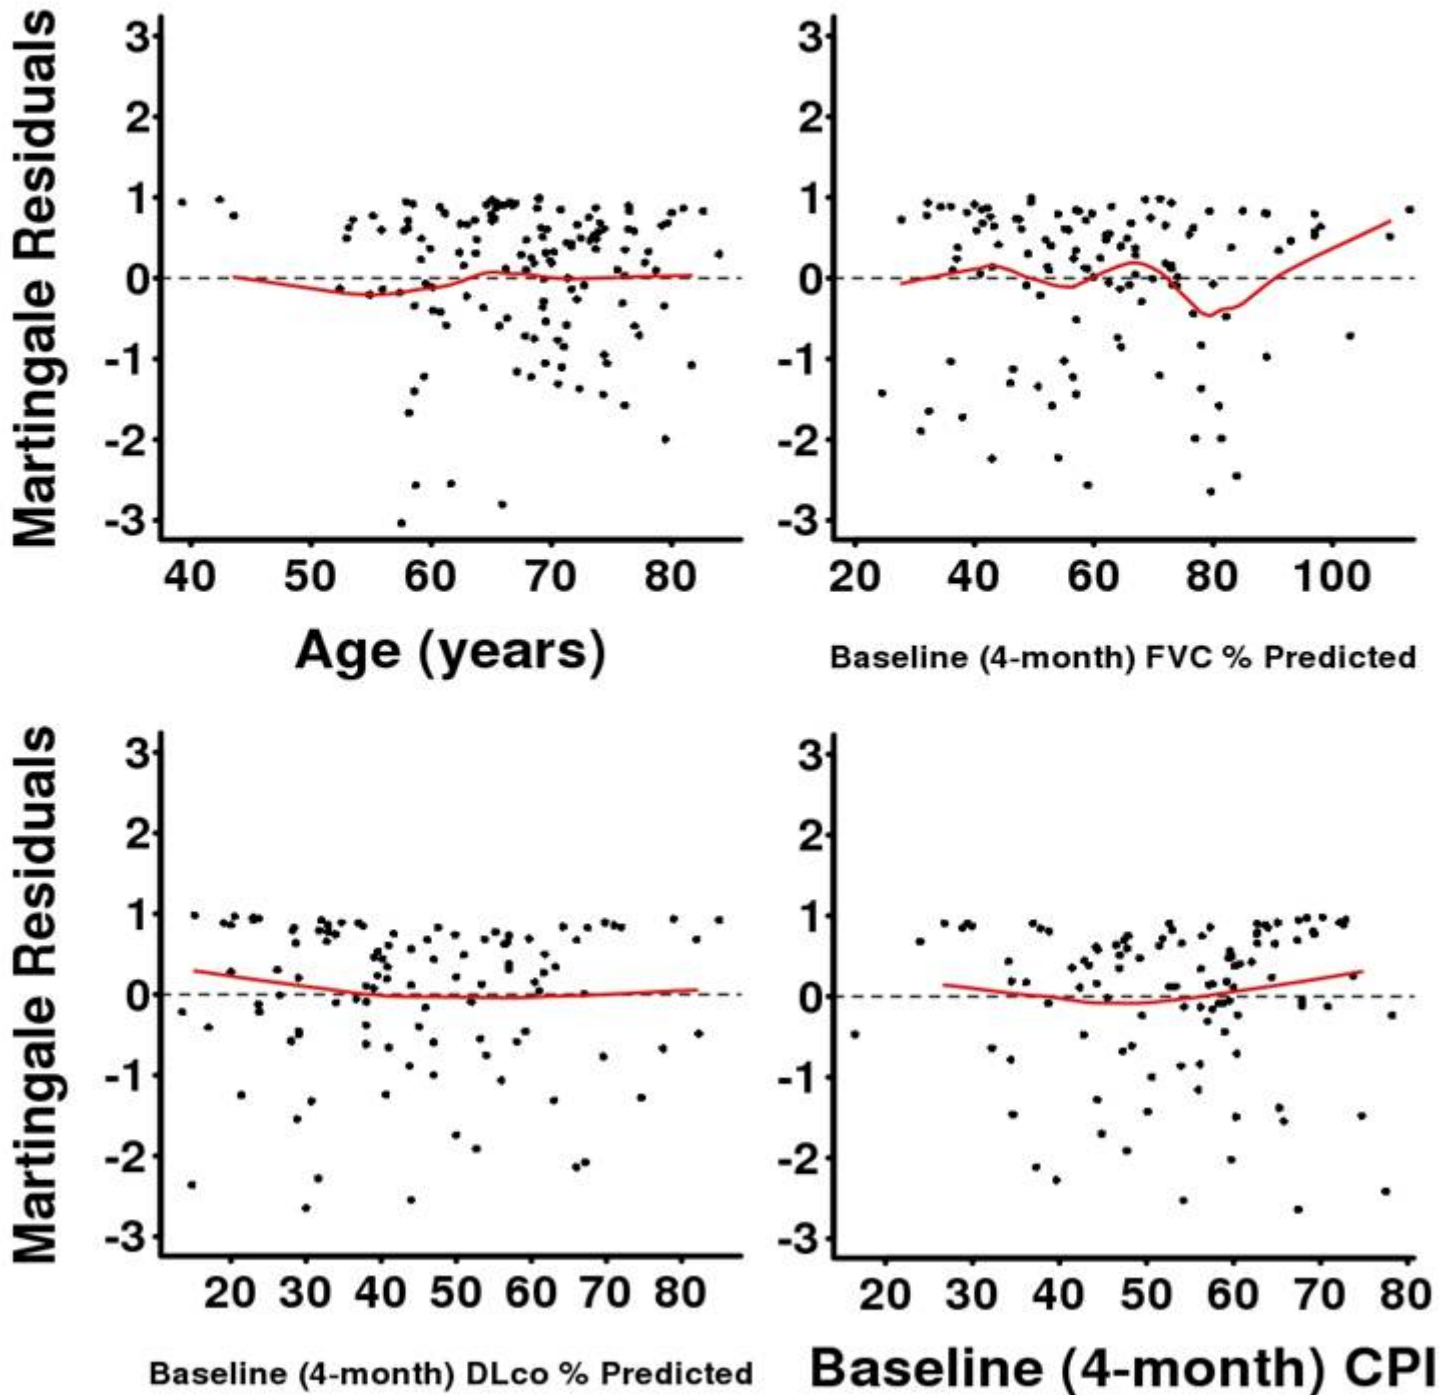 Martingale Residuals
3
2
1
0
-1
-2
-3
40 50 60 70 80
Age (years)
3
2
1
0
-1
-2
-3
20 40 60 80 100
Baseline (4-month) FVC % Predicted
Martingale Residuals
3
2
1
0
-1
-2
-3
20 30 40 50 60 70 80
Baseline (4-month) DLco % Predicted
3
2
1
0
-1
-2
-3
20 30 40 50 60 70 80
Baseline (4-month) CPI